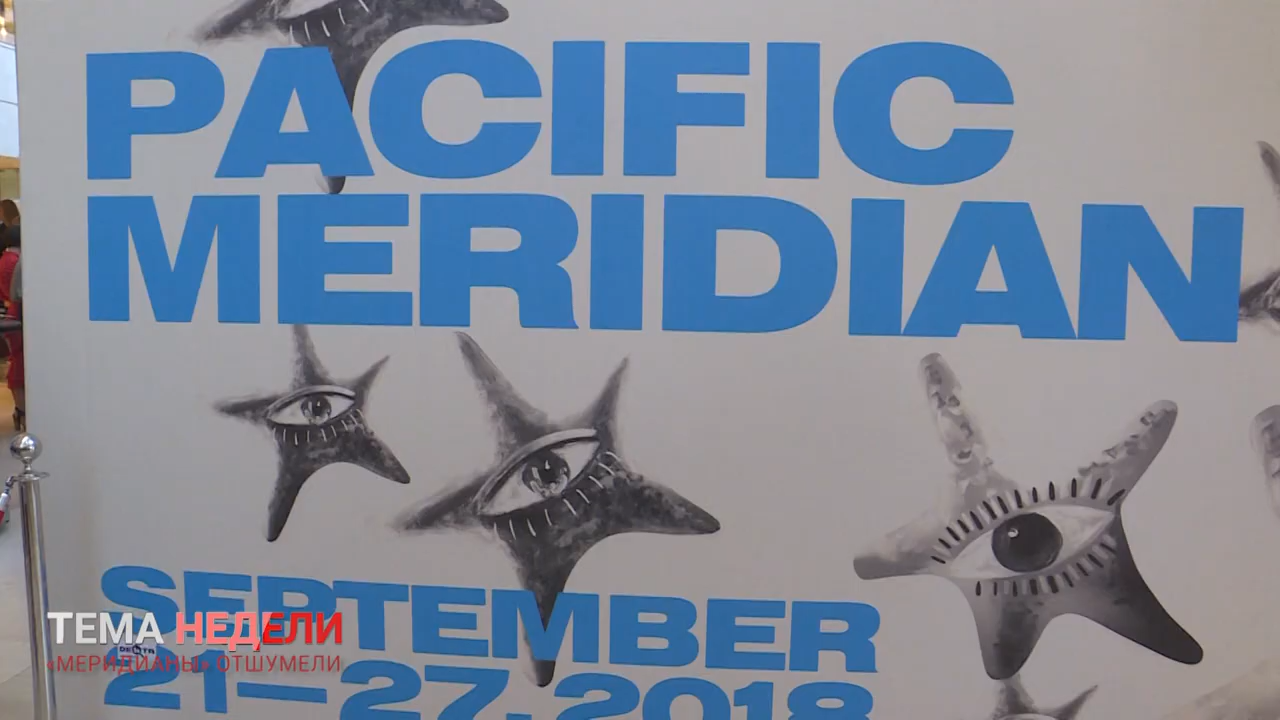 PACIFIC
MERIDIAN
SEPTEMBER
21–27.2018
ТЕМА НЕДЕЛИ
«МЕРИДИАНЫ» ОТШУМЕЛИ